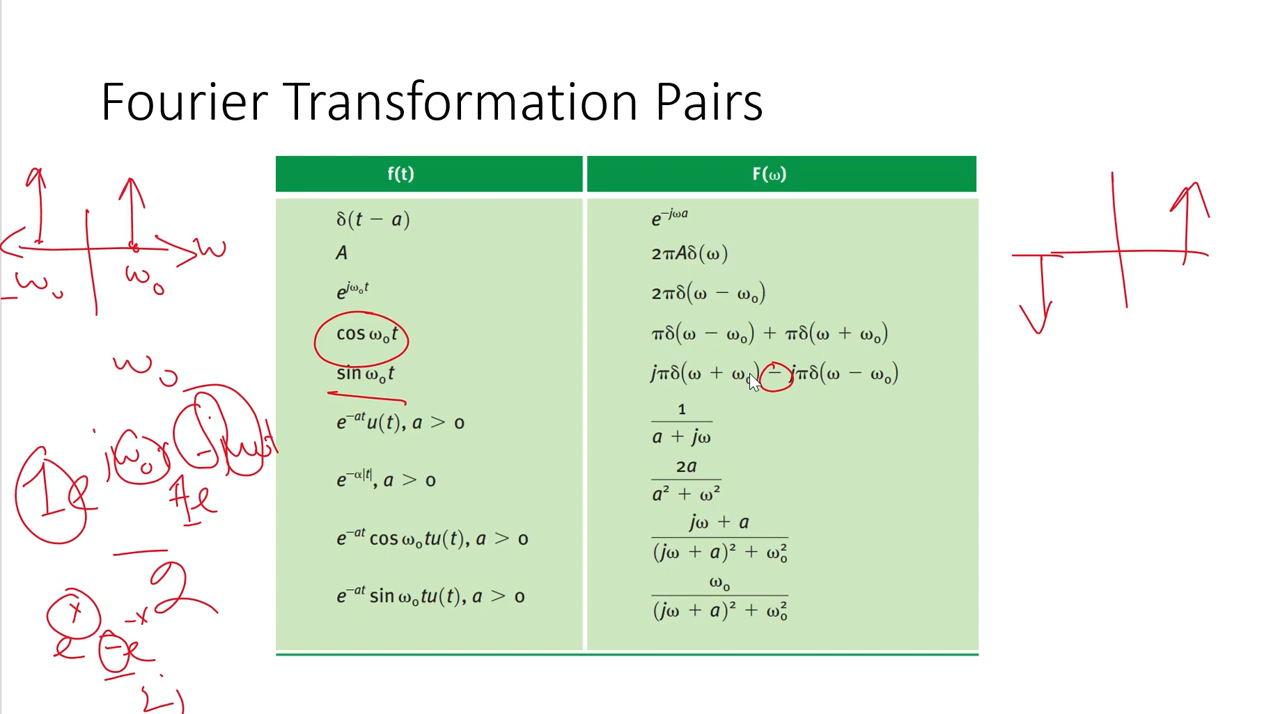 Fourier Transformation Pairs
f(t) F(ω)
δ(t − a) e^−jωa
A 2πAδ(ω)
e^jω₀t 2πδ(ω − ω₀)
cos ω₀t πδ(ω − ω₀) + πδ(ω + ω₀)
sin ω₀t jπδ(ω + ω₀) − jπδ(ω − ω₀)
e^−at u(t), a > 0 1/(a + jω)
e^−α|t|, a > 0 2a/(a² + ω²)
e^−at cos ω₀tu(t), a > 0 (jω + a)/((jω + a)² + ω₀²)
e^−at sin ω₀tu(t), a > 0 ω₀/((jω + a)² + ω₀²)
ω
−ω₀ ω₀
ω₀
2
e^x − e^−x
2j